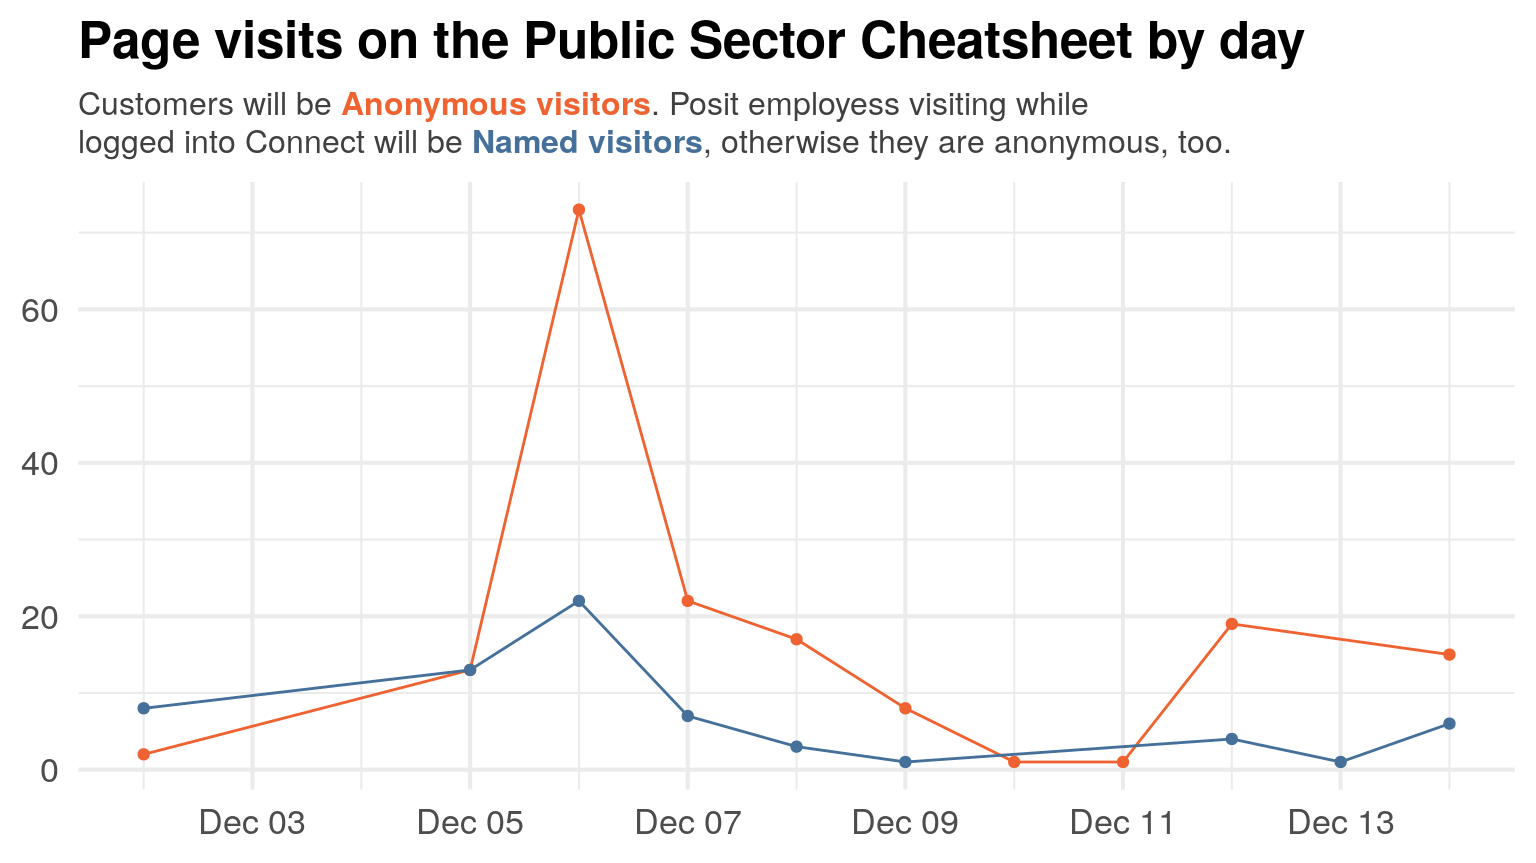 Page visits on the Public Sector Cheatsheet by day
Customers will be Anonymous visitors. Posit employess visiting while
logged into Connect will be Named visitors, otherwise they are anonymous, too.
60
40
20
0
Dec 03
Dec 05
Dec 07
Dec 09
Dec 11
Dec 13